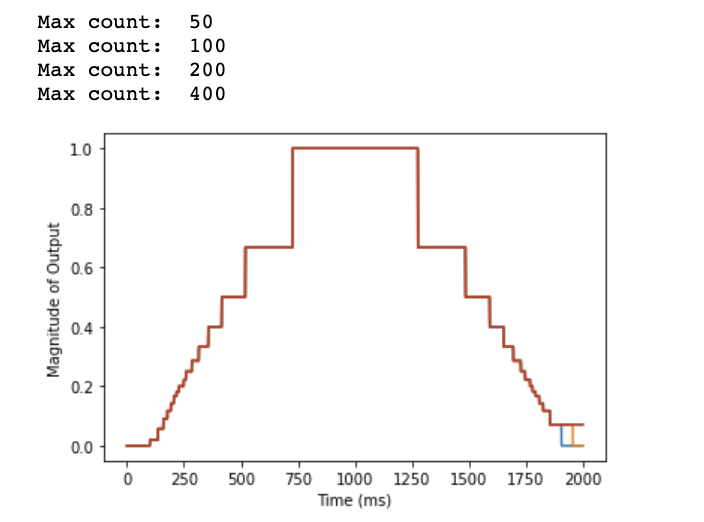 Max count:  50
Max count:  100
Max count:  200
Max count:  400
1.0
0.8
0.6
0.4
0.2
0.0
Magnitude of Output
0 250 500 750 1000 1250 1500 1750 2000
Time (ms)